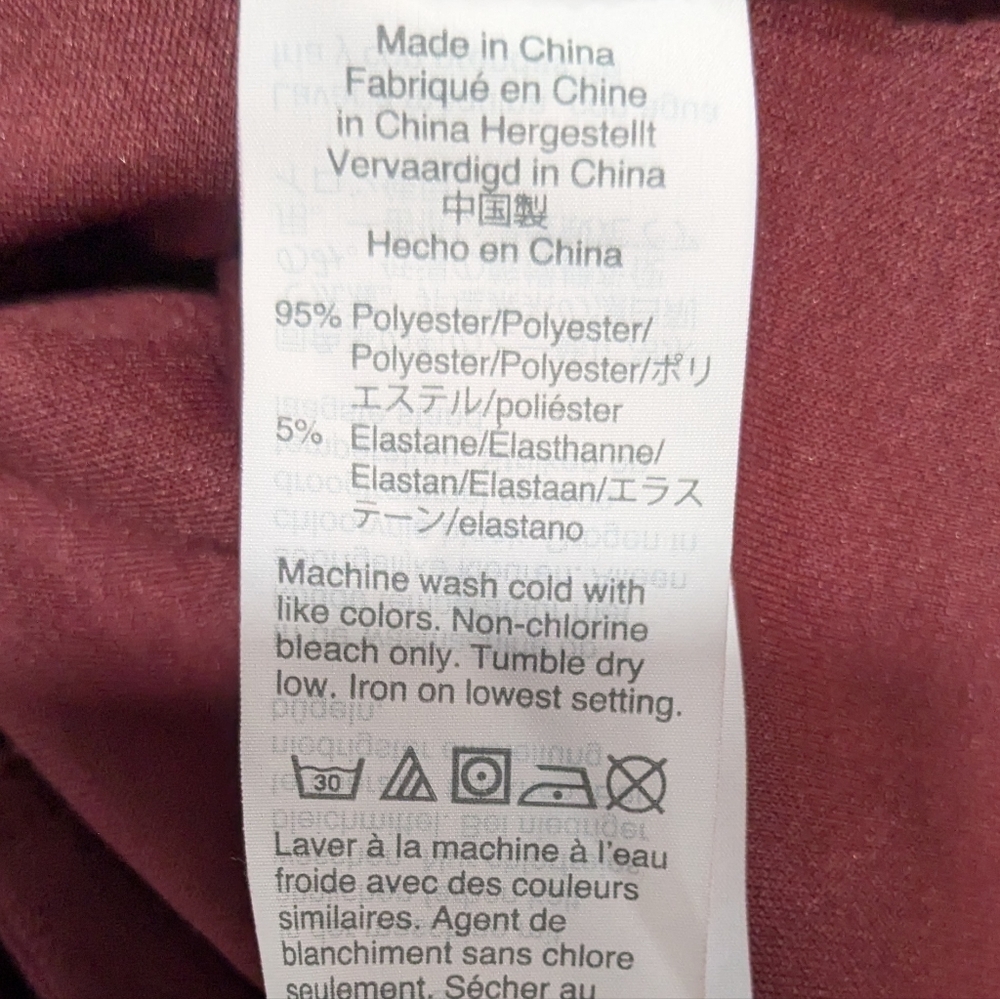 Made in China
Fabriqué en Chine
in China Hergestellt
Vervaardigd in China
中国製
Hecho en China
95% Polyester/Polyester/
Polyester/Polyester/ポリ
エステル/poliéster
5% Elastane/Élasthanne/
Elastan/Elastaan/エラス
テーン/elastano
Machine wash cold with
like colors. Non-chlorine
bleach only. Tumble dry
low. Iron on lowest setting.
30
Laver à la machine à l'eau
froide avec des couleurs
similaires. Agent de
blanchiment sans chlore
seulement. Sécher au